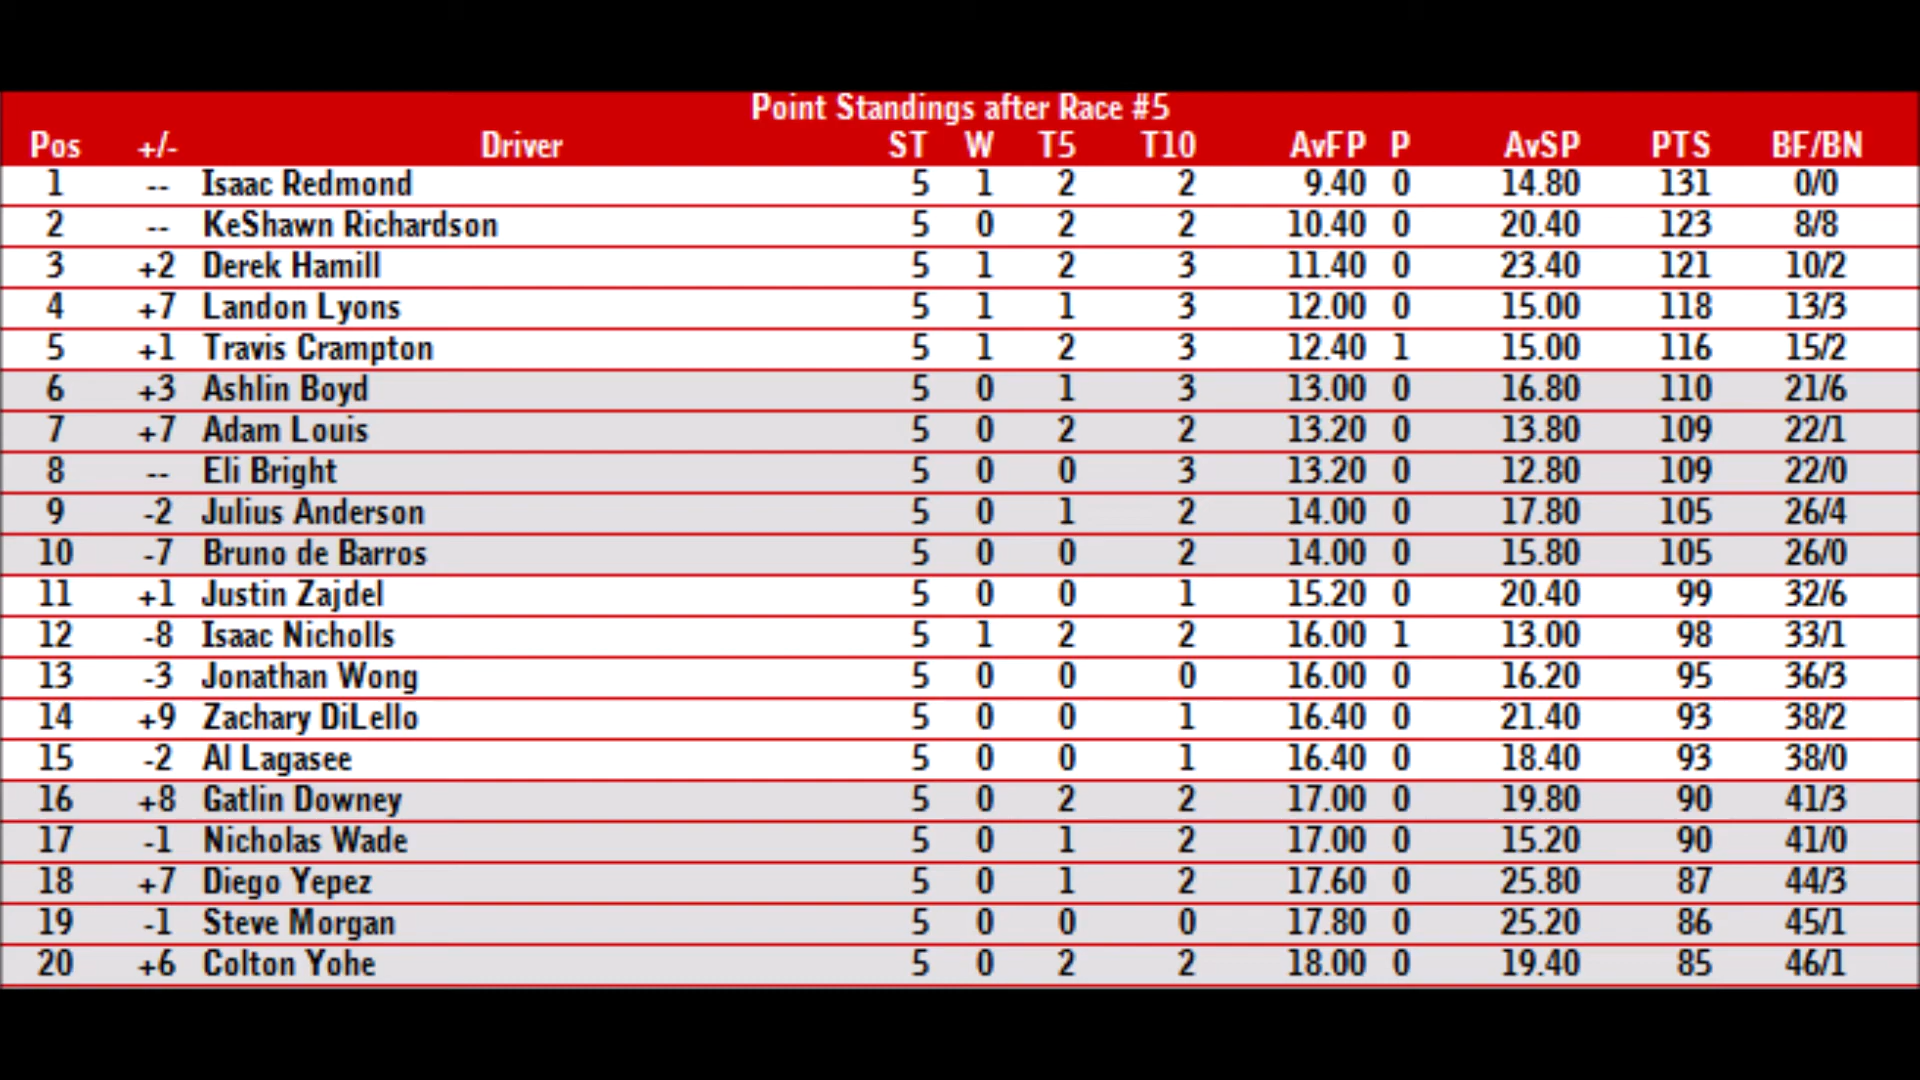 Point Standings after Race #5
Pos +/- Driver ST W T5 T10 AvFP P AvSP PTS BF/BN
1 -- Isaac Redmond 5 1 2 2 9.40 0 14.80 131 0/0
2 -- KeShawn Richardson 5 0 2 2 10.40 0 20.40 123 8/8
3 +2 Derek Hamill 5 1 2 3 11.40 0 23.40 121 10/2
4 +7 Landon Lyons 5 1 1 3 12.00 0 15.00 118 13/3
5 +1 Travis Crampton 5 1 2 3 12.40 1 15.00 116 15/2
6 +3 Ashlin Boyd 5 0 1 3 13.00 0 16.80 110 21/6
7 +7 Adam Louis 5 0 2 2 13.20 0 13.80 109 22/1
8 -- Eli Bright 5 0 0 3 13.20 0 12.80 109 22/0
9 -2 Julius Anderson 5 0 1 2 14.00 0 17.80 105 26/4
10 -7 Bruno de Barros 5 0 0 2 14.00 0 15.80 105 26/0
11 +1 Justin Zajdel 5 0 0 1 15.20 0 20.40 99 32/6
12 -8 Isaac Nicholls 5 1 2 2 16.00 1 13.00 98 33/1
13 -3 Jonathan Wong 5 0 0 0 16.00 0 16.20 95 36/3
14 +9 Zachary DiLello 5 0 0 1 16.40 0 21.40 93 38/2
15 -2 Al Lagasee 5 0 0 1 16.40 0 18.40 93 38/0
16 +8 Gatlin Downey 5 0 2 2 17.00 0 19.80 90 41/3
17 -1 Nicholas Wade 5 0 1 2 17.00 0 15.20 90 41/0
18 +7 Diego Yepez 5 0 1 2 17.60 0 25.80 87 44/3
19 -1 Steve Morgan 5 0 0 0 17.80 0 25.20 86 45/1
20 +6 Colton Yohe 5 0 2 2 18.00 0 19.40 85 46/1